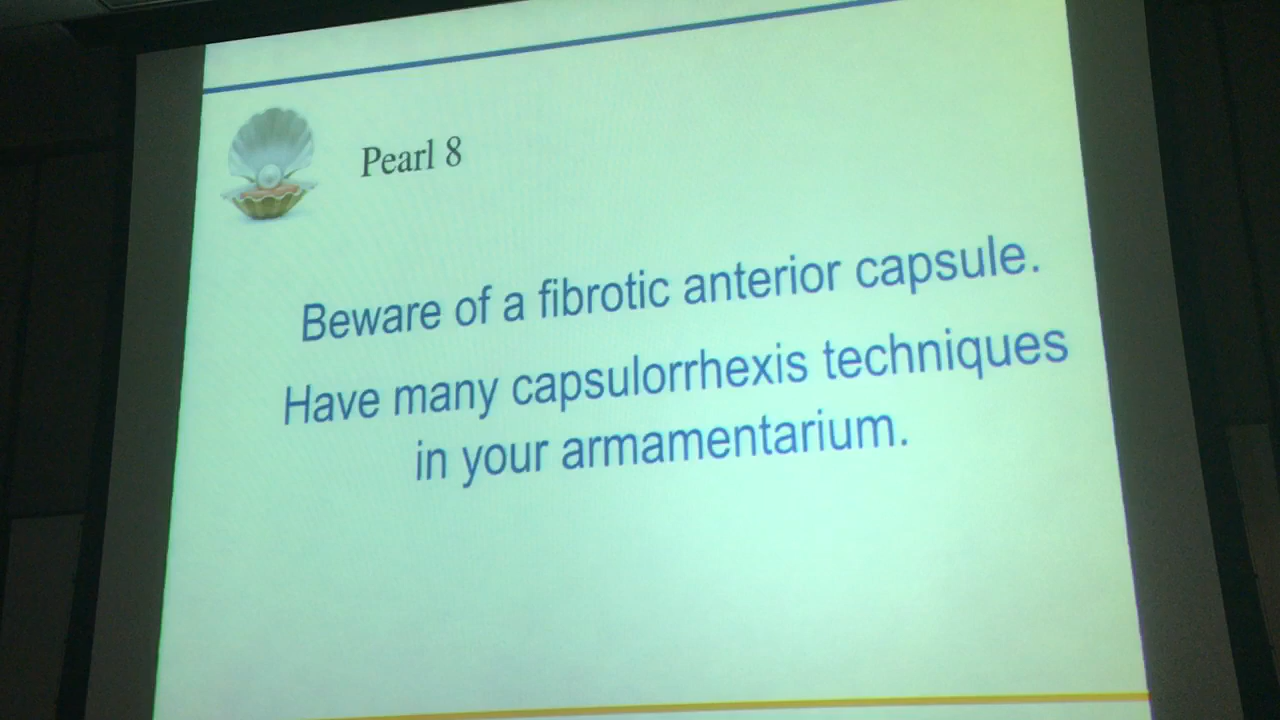 Pearl 8
Beware of a fibrotic anterior capsule.
Have many capsulorrhexis techniques
in your armamentarium.